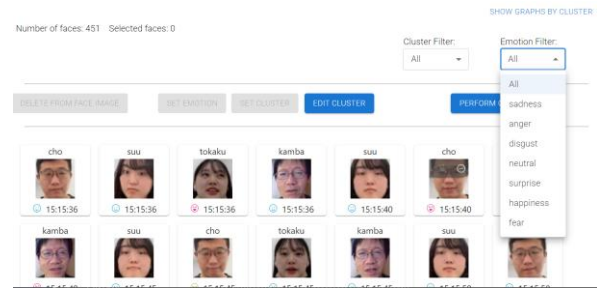 SHOW GRAPHS BY CLUSTER
Number of faces: 451 Selected faces: 0
Cluster Filter:
Emotion Filter:
All
All
All
sadness
anger
disgust
neutral
surprise
happiness
fear
DELETE FROM FACE IMAGE
SET EMOTION
SET CLUSTER
EDIT CLUSTER
PERFORM
cho
suu
tokaku
kamba
suu
cho
15:15:36
15:15:36
15:15:36
15:15:36
15:15:40
15:15:40
kamba
suu
cho
tokaku
kamba
suu